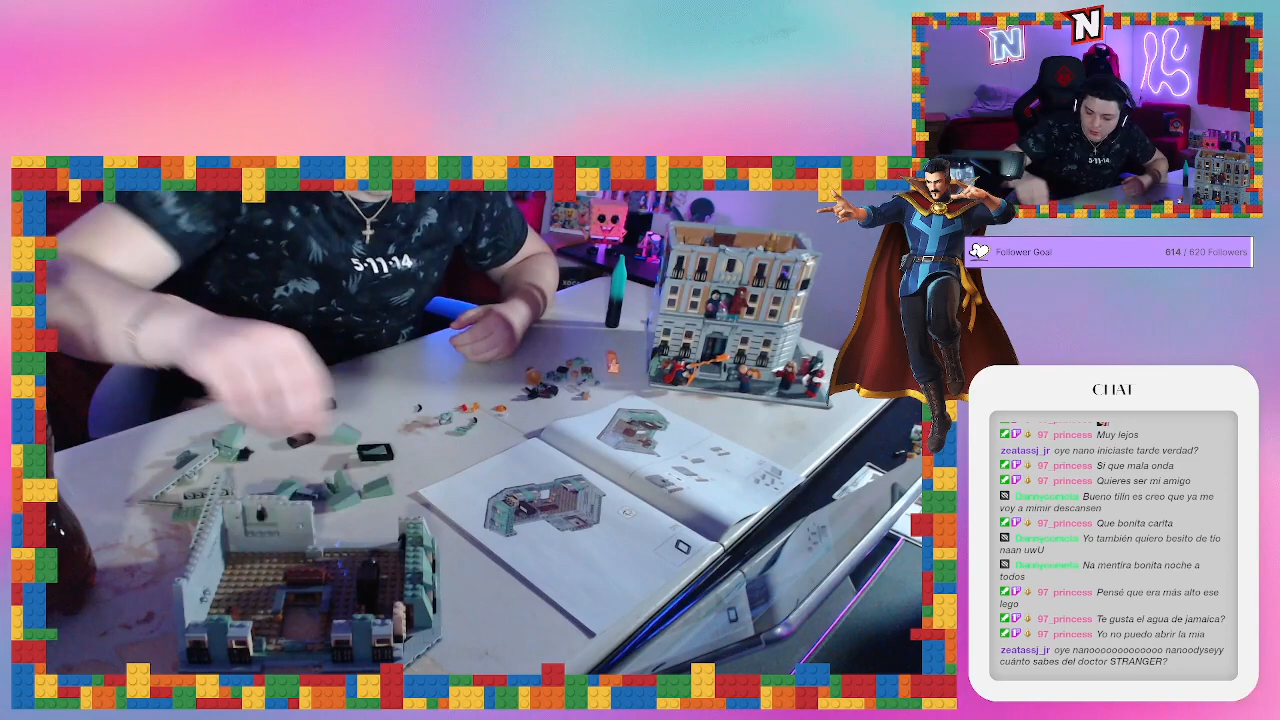 N
N
5·11·14
5·11·14
Follower Goal
614 / 620 Followers
CHAT
97_princess Muy lejos
zeatassj_jr oye nano iniciaste tarde verdad?
97_princess Si que mala onda
97_princess Quieres ser mi amigo
Bueno tiln es creo que ya me
voy a mimir descansen
97_princess Que bonita carita
Yo también quiero besito de tio
naan uwU
Na mentira bonita noche a
todos
97_princess Pensé que era más alto ese
lego
97_princess Te gusta el agua de jamaica?
97_princess Yo no puedo abrir la mia
zeatassj_jr oye nanooooooooooooo nanoodyseyy
cuánto sabes del doctor STRANGER?